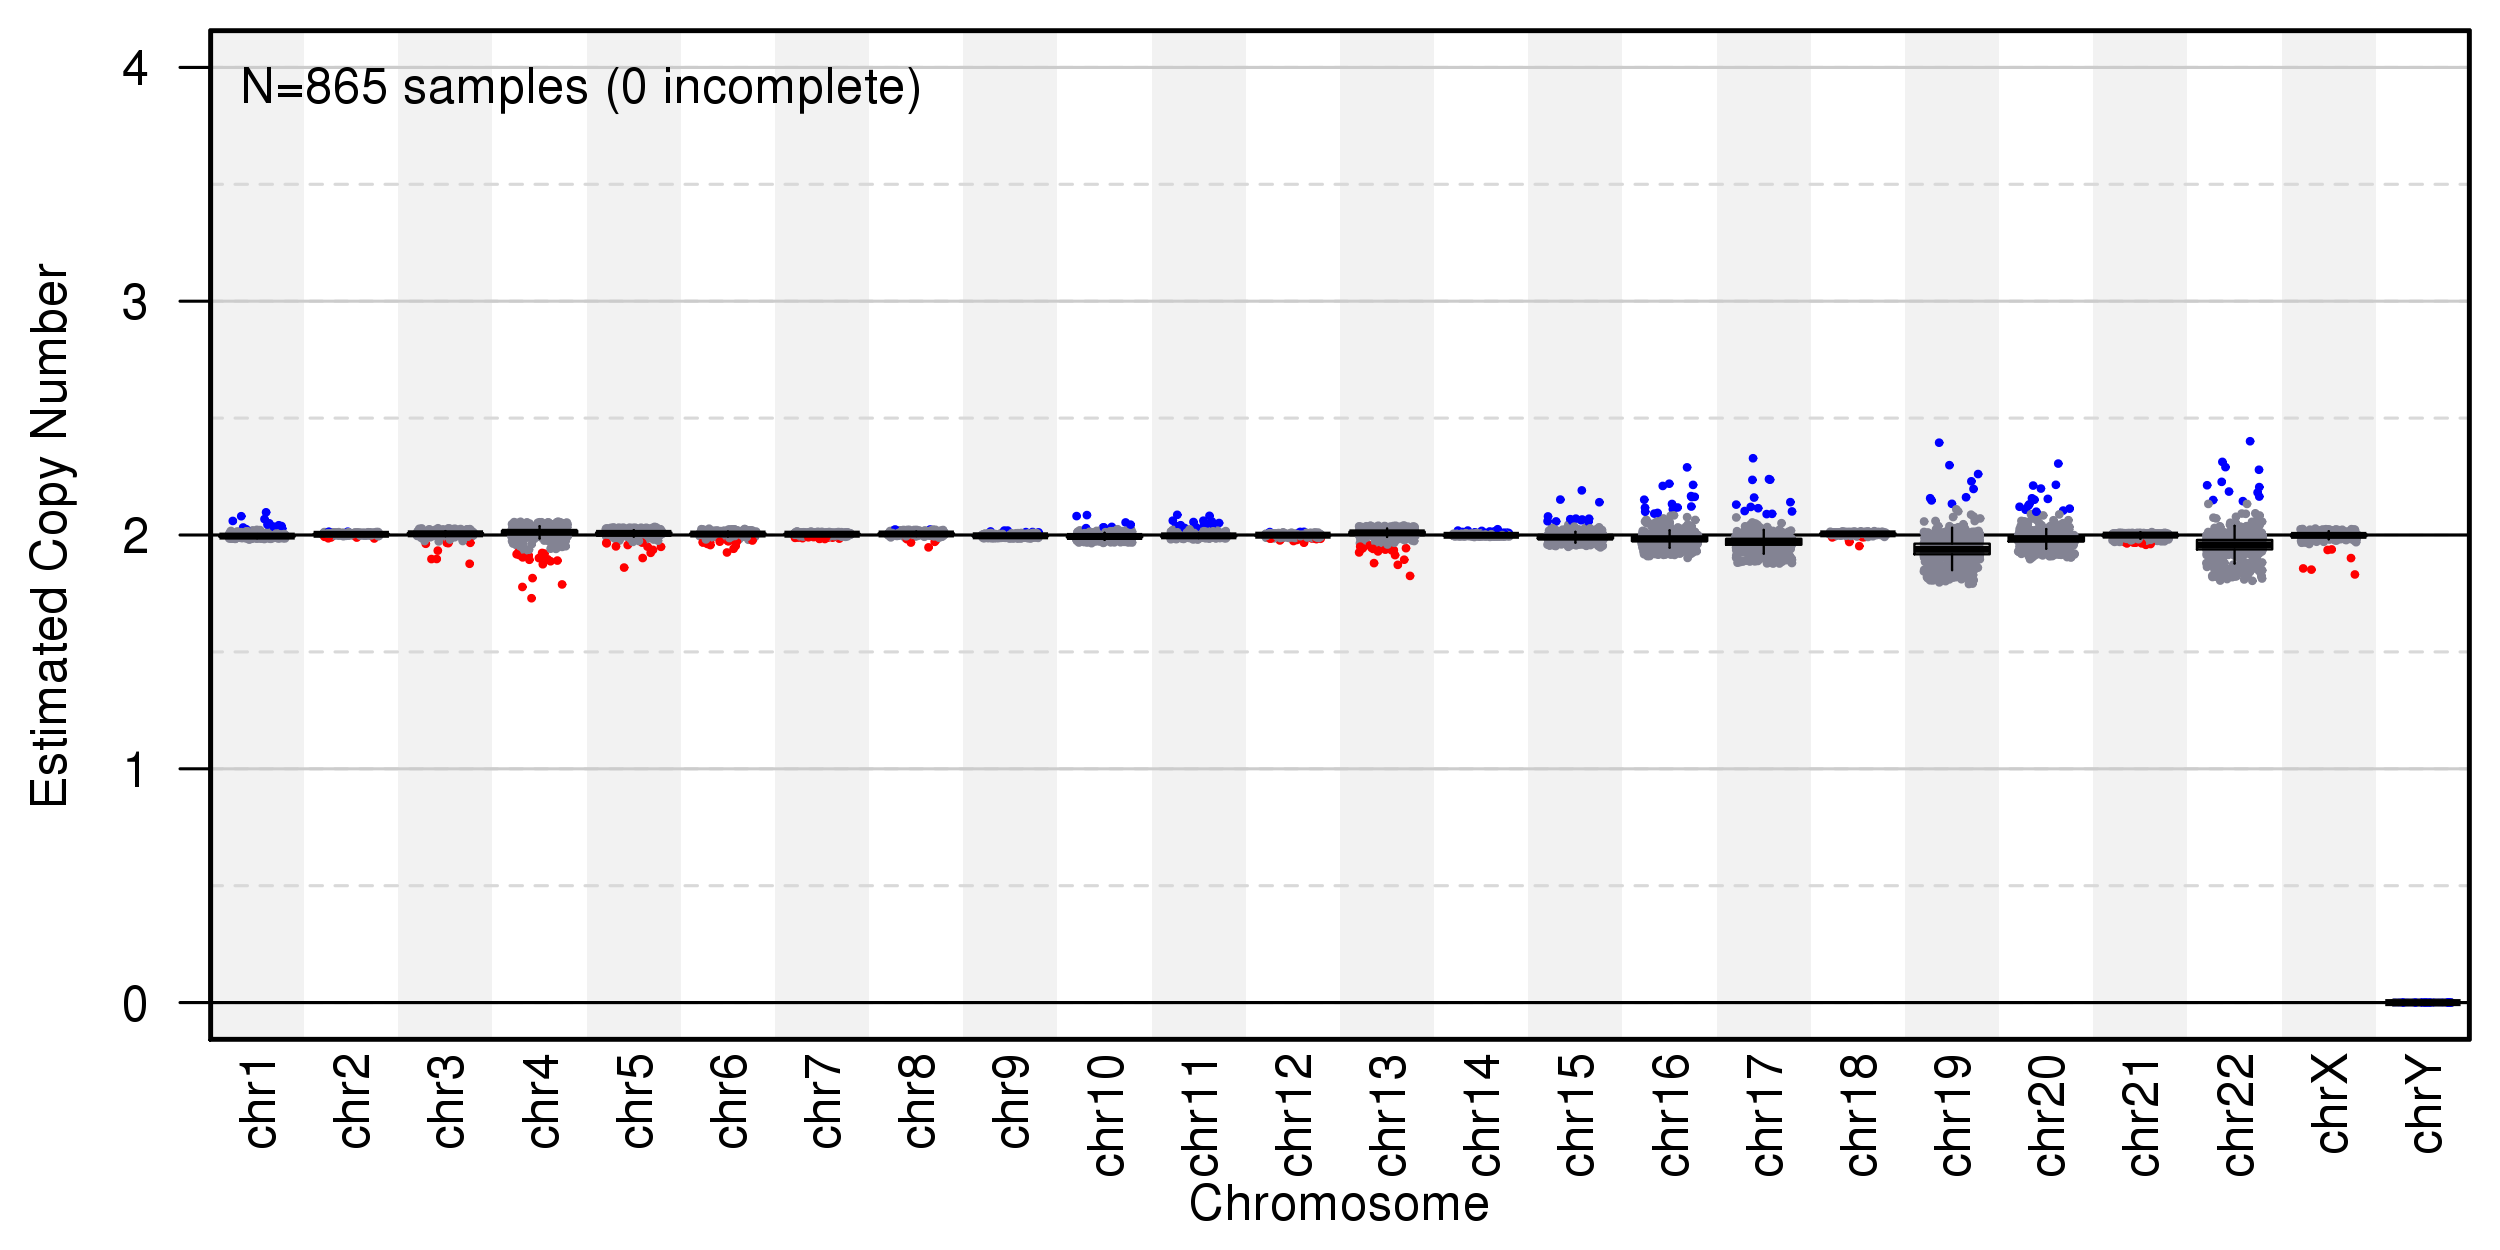 N=865 samples (0 incomplete)
4
3
2
1
0
Estimated Copy Number
chr1
chr2
chr3
chr4
chr5
chr6
chr7
chr8
chr9
chr10
chr11
chr12
chr13
chr14
chr15
chr16
chr17
chr18
chr19
chr20
chr21
chr22
chrX
chrY
Chromosome